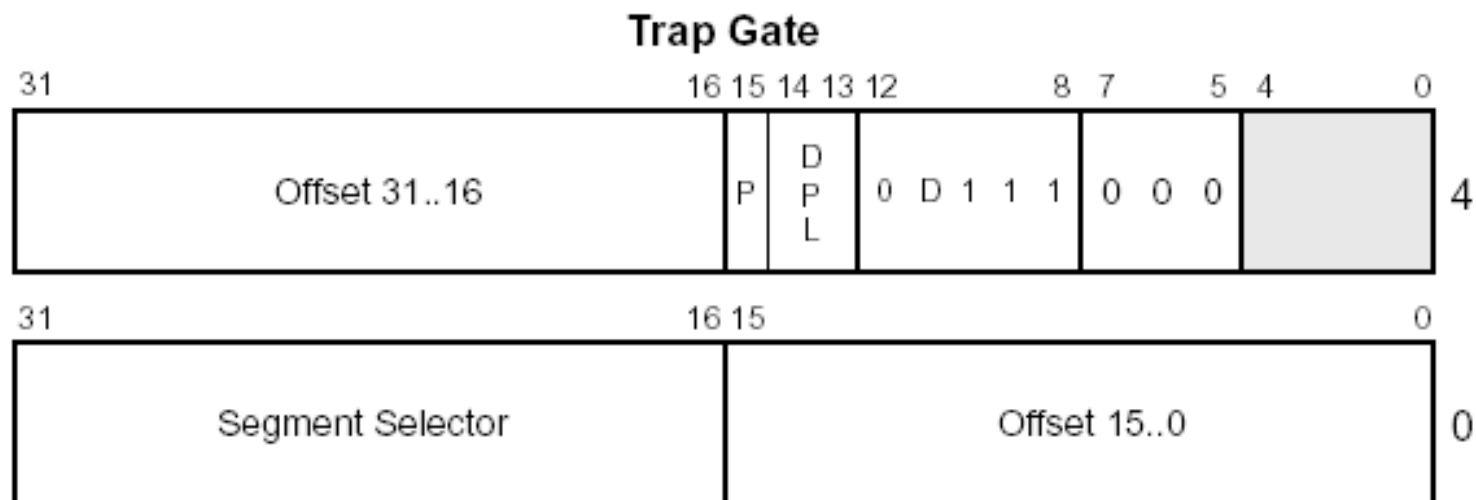 Trap Gate
31 16 15 14 13 12 8 7 5 4 0
Offset 31..16 P DPL 0 D 1 1 1 0 0 0 4
31 16 15 0
Segment Selector Offset 15..0 0